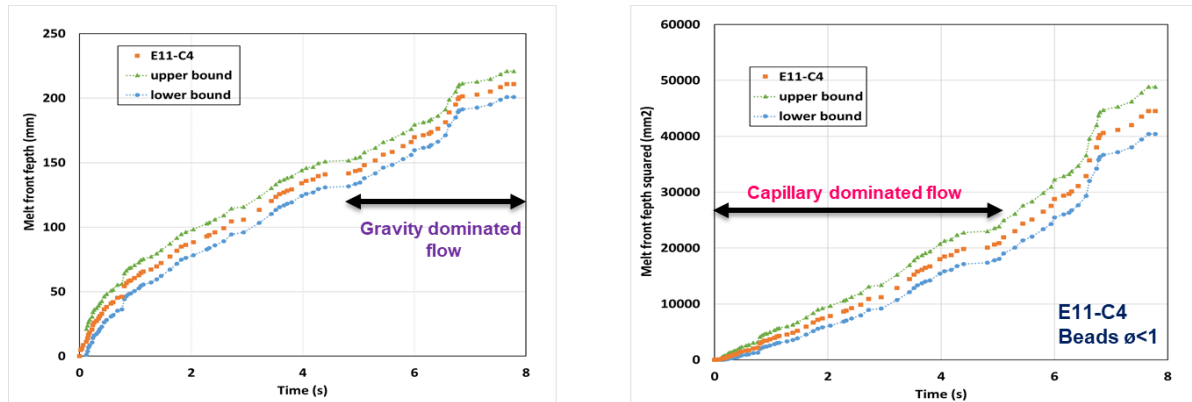 250
200
150
100
50
0
Melt front fepth (mm)
E11-C4
upper bound
lower bound
Gravity dominated
flow
0 2 4 6 8
Time (s)
60000
50000
40000
30000
20000
10000
0
Melt front fepth squared (mm2)
E11-C4
upper bound
lower bound
Capillary dominated flow
E11-C4
Beads ø<1
0 2 4 6 8
Time (s)